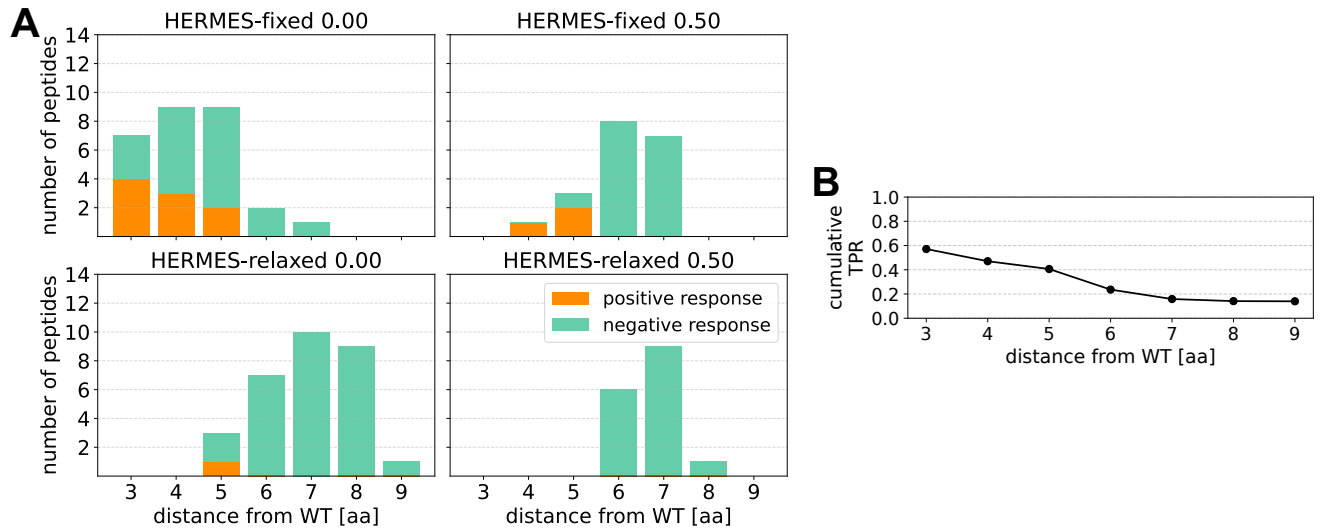 A
HERMES-fixed 0.00
HERMES-fixed 0.50
number of peptides
14
12
10
8
6
4
2
HERMES-relaxed 0.00
HERMES-relaxed 0.50
number of peptides
14
12
10
8
6
4
2
positive response
negative response
3 4 5 6 7 8 9
3 4 5 6 7 8 9
distance from WT [aa]
distance from WT [aa]
B
cumulative
TPR
1.0
0.8
0.6
0.4
0.2
0.0
3 4 5 6 7 8 9
distance from WT [aa]